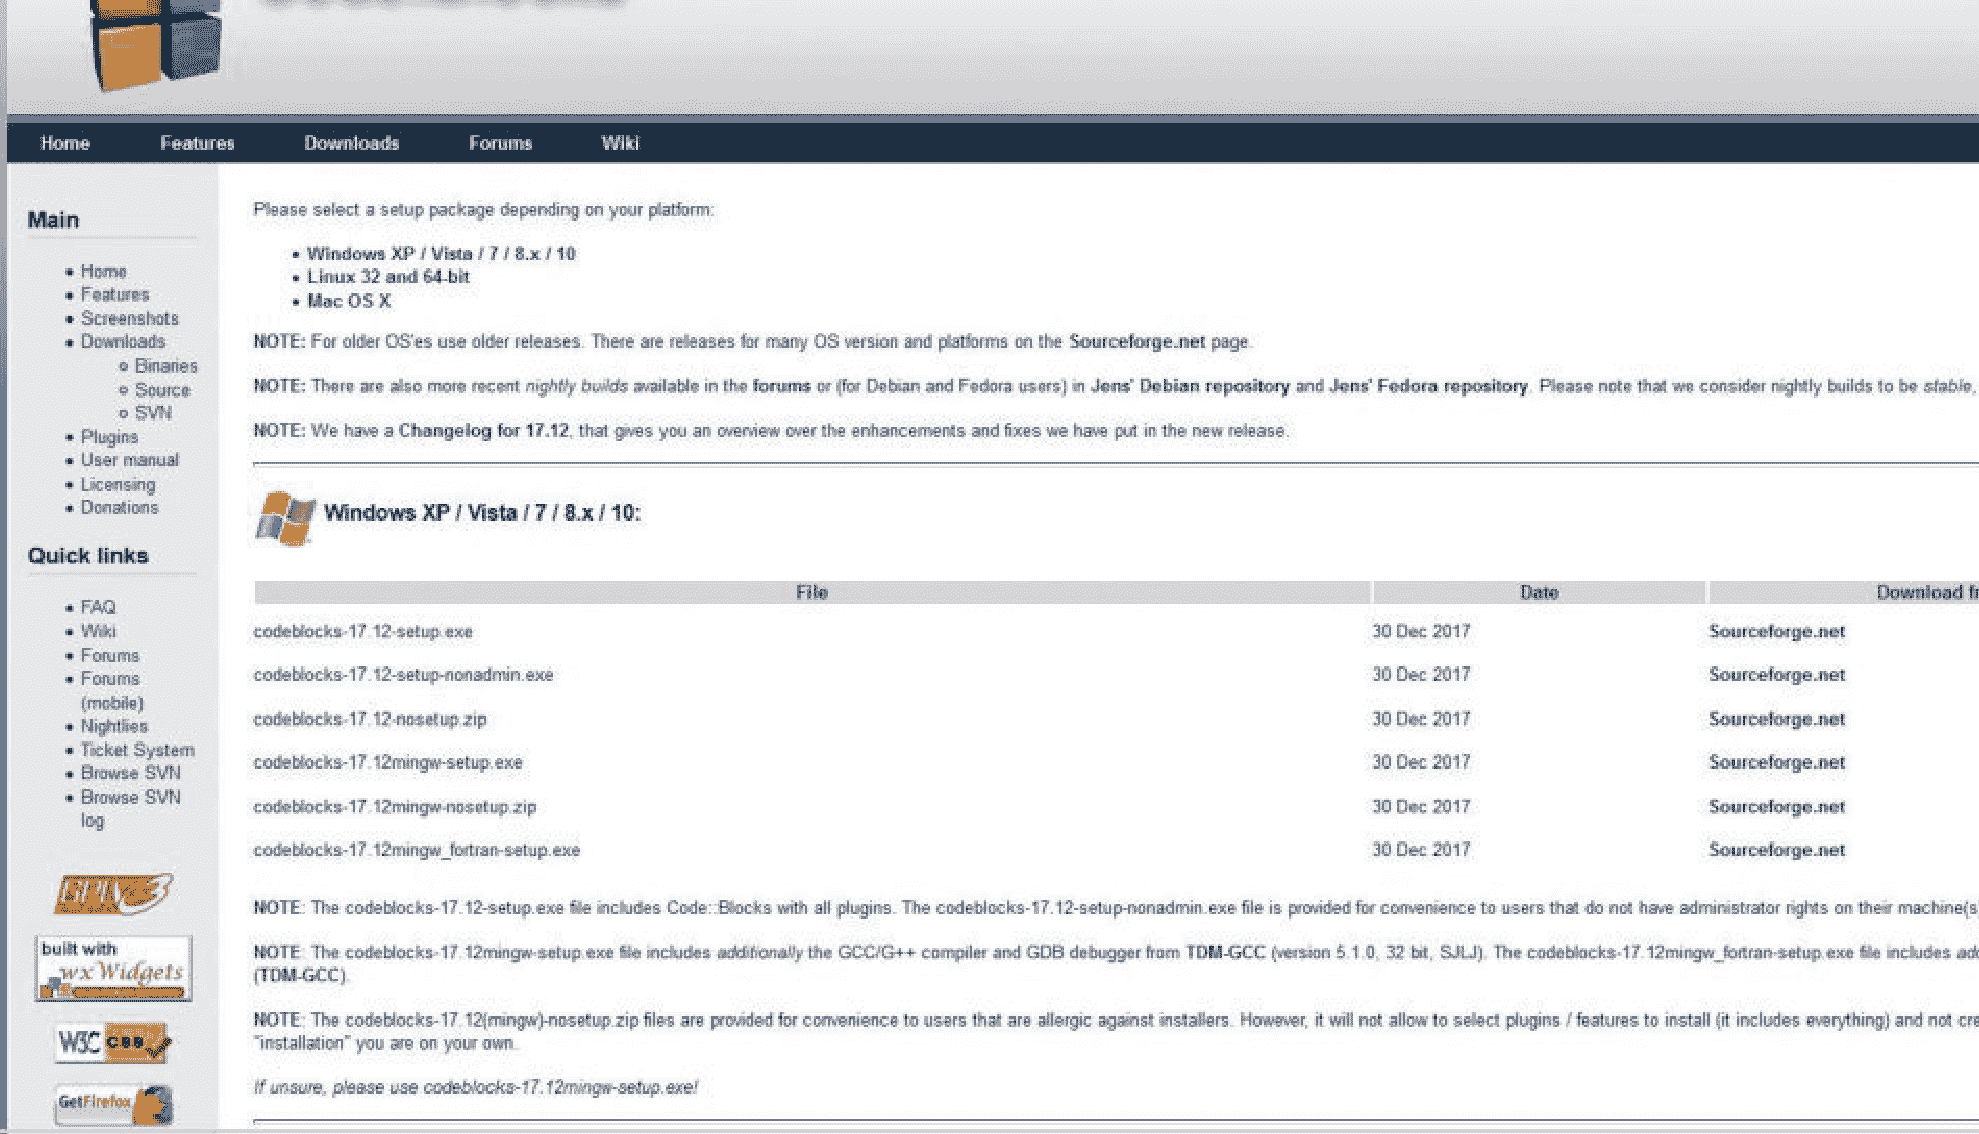 Home Features Downloads Forums Wiki
Main
Home
Features
Screenshots
Downloads
Binaries
Source
SVN
Plugins
User manual
Licensing
Donations
Quick links
FAQ
Wiki
Forums
Forums
(mobile)
Nightlies
Ticket System
Browse SVN
Browse SVN
log
built with
wxWidgets
W3C css
GetFirefox
Please select a setup package depending on your platform:
Windows XP / Vista / 7 / 8.x / 10
Linux 32 and 64-bit
Mac OS X
NOTE: For older OS'es use older releases. There are releases for many OS version and platforms on the Sourceforge.net page.
NOTE: There are also more recent nightly builds available in the forums or (for Debian and Fedora users) in Jens' Debian repository and Jens' Fedora repository. Please note that we consider nightly builds to be stable,
NOTE: We have a Changelog for 17.12, that gives you an overview over the enhancements and fixes we have put in the new release.
Windows XP / Vista / 7 / 8.x / 10:
File Date Download
codeblocks-17.12-setup.exe 30 Dec 2017 Sourceforge.net
codeblocks-17.12-setup-nonadmin.exe 30 Dec 2017 Sourceforge.net
codeblocks-17.12-nosetup.zip 30 Dec 2017 Sourceforge.net
codeblocks-17.12mingw-setup.exe 30 Dec 2017 Sourceforge.net
codeblocks-17.12mingw-nosetup.zip 30 Dec 2017 Sourceforge.net
codeblocks-17.12mingw_fortran-setup.exe 30 Dec 2017 Sourceforge.net
NOTE: The codeblocks-17.12-setup.exe file includes Code::Blocks with all plugins. The codeblocks-17.12-setup-nonadmin.exe file is provided for convenience to users that do not have administrator rights on their machine(s
NOTE: The codeblocks-17.12mingw-setup.exe file includes additionally the GCC/G++ compiler and GDB debugger from TDM-GCC (version 5.1.0, 32 bit, SJLJ). The codeblocks-17.12mingw_fortran-setup.exe file includes
(TDM-GCC).
NOTE: The codeblocks-17.12(mingw)-nosetup.zip files are provided for convenience to users that are allergic against installers. However, it will not allow to select plugins / features to install (it includes everything) and not
"installation" you are on your own.
If unsure, please use codeblocks-17.12mingw-setup.exe!